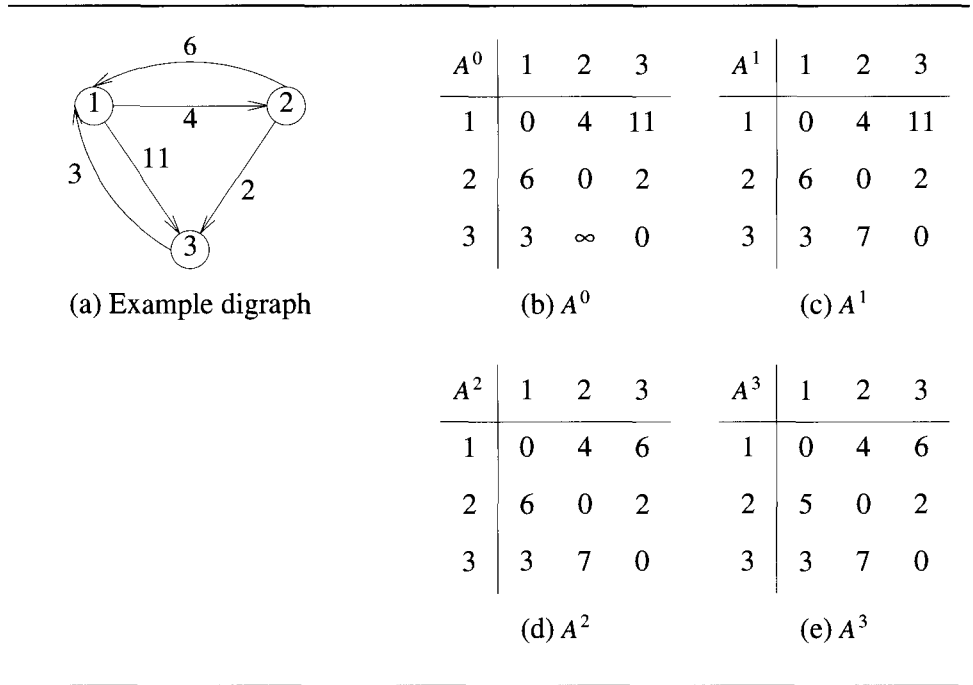 6
1
2
4
11
3
2
3
(a) Example digraph
A⁰ 1 2 3
1 0 4 11
2 6 0 2
3 3 ∞ 0
(b) A⁰
A¹ 1 2 3
1 0 4 11
2 6 0 2
3 3 7 0
(c) A¹
A² 1 2 3
1 0 4 6
2 6 0 2
3 3 7 0
(d) A²
A³ 1 2 3
1 0 4 6
2 5 0 2
3 3 7 0
(e) A³